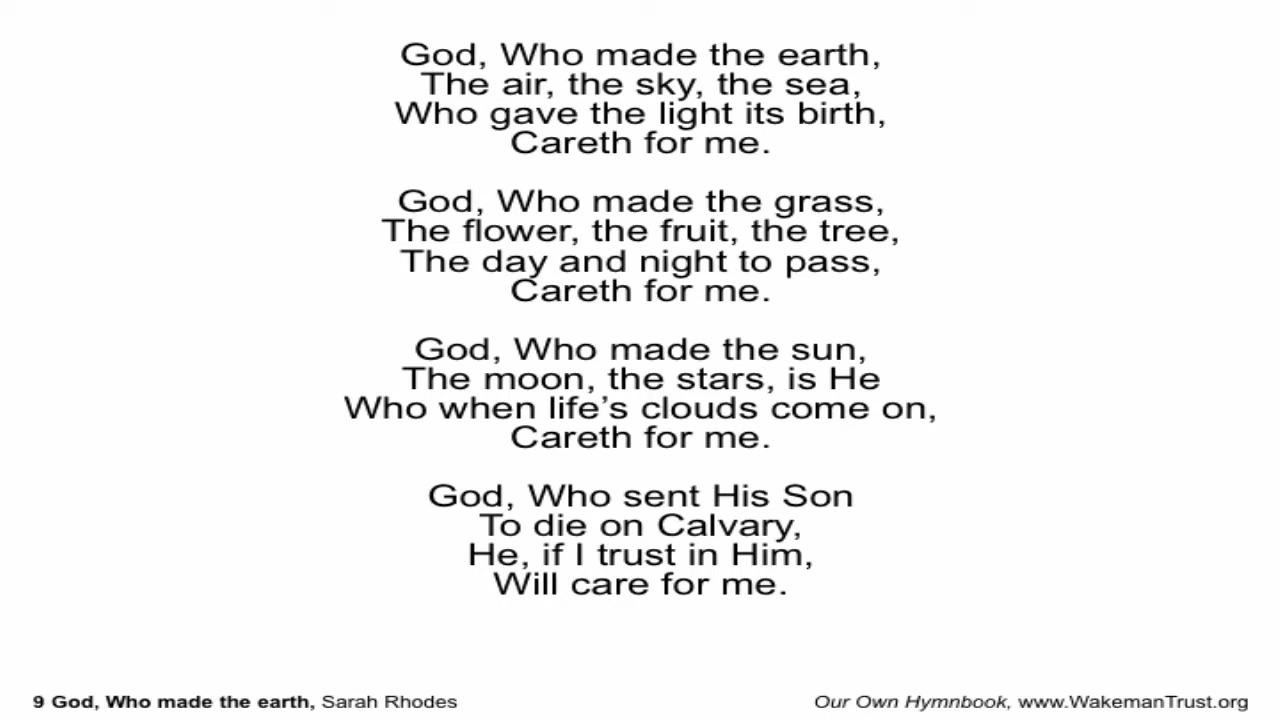 God, Who made the earth,
The air, the sky, the sea,
Who gave the light its birth,
Careth for me.
God, Who made the grass,
The flower, the fruit, the tree,
The day and night to pass,
Careth for me.
God, Who made the sun,
The moon, the stars, is He
Who when life’s clouds come on,
Careth for me.
God, Who sent His Son
To die on Calvary,
He, if I trust in Him,
Will care for me.
9 God, Who made the earth, Sarah Rhodes
Our Own Hymnbook, www.WakemanTrust.org